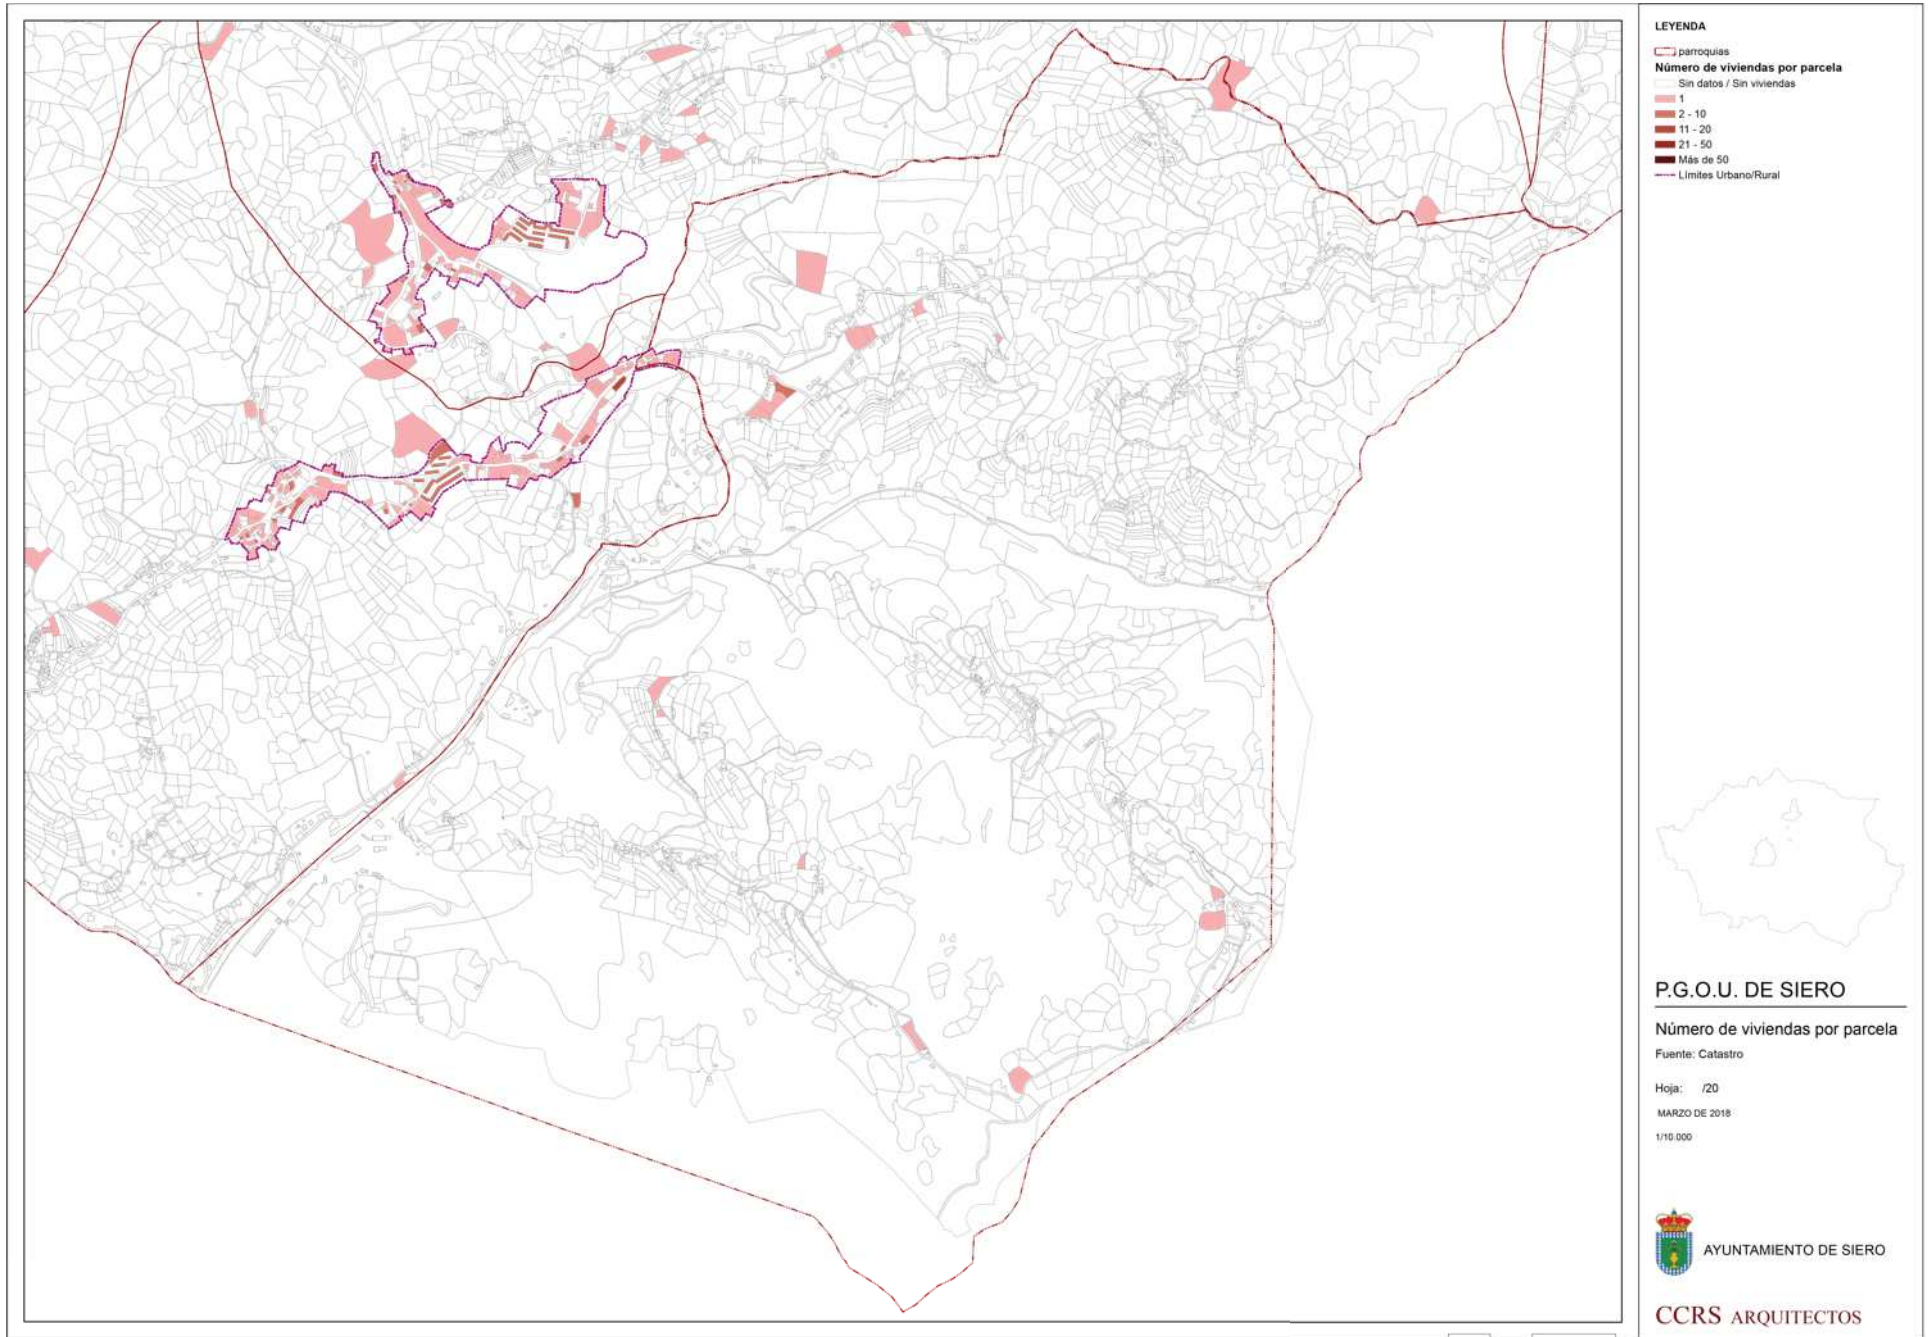 LEYENDA
parroquias
Número de viviendas por parcela
Sin datos / Sin viviendas
1
2 - 10
11 - 20
21 - 50
Más de 50
Límites Urbano/Rural
P.G.O.U. DE SIERO
Número de viviendas por parcela
Fuente: Catastro
Hoja: /20
MARZO DE 2018
1/10.000
AYUNTAMIENTO DE SIERO
CCRS ARQUITECTOS